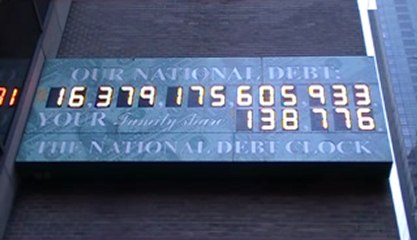 OUR NATIONAL DEBT:
16,379,175,605,933
YOUR Family share 138,776
THE NATIONAL DEBT CLOCK